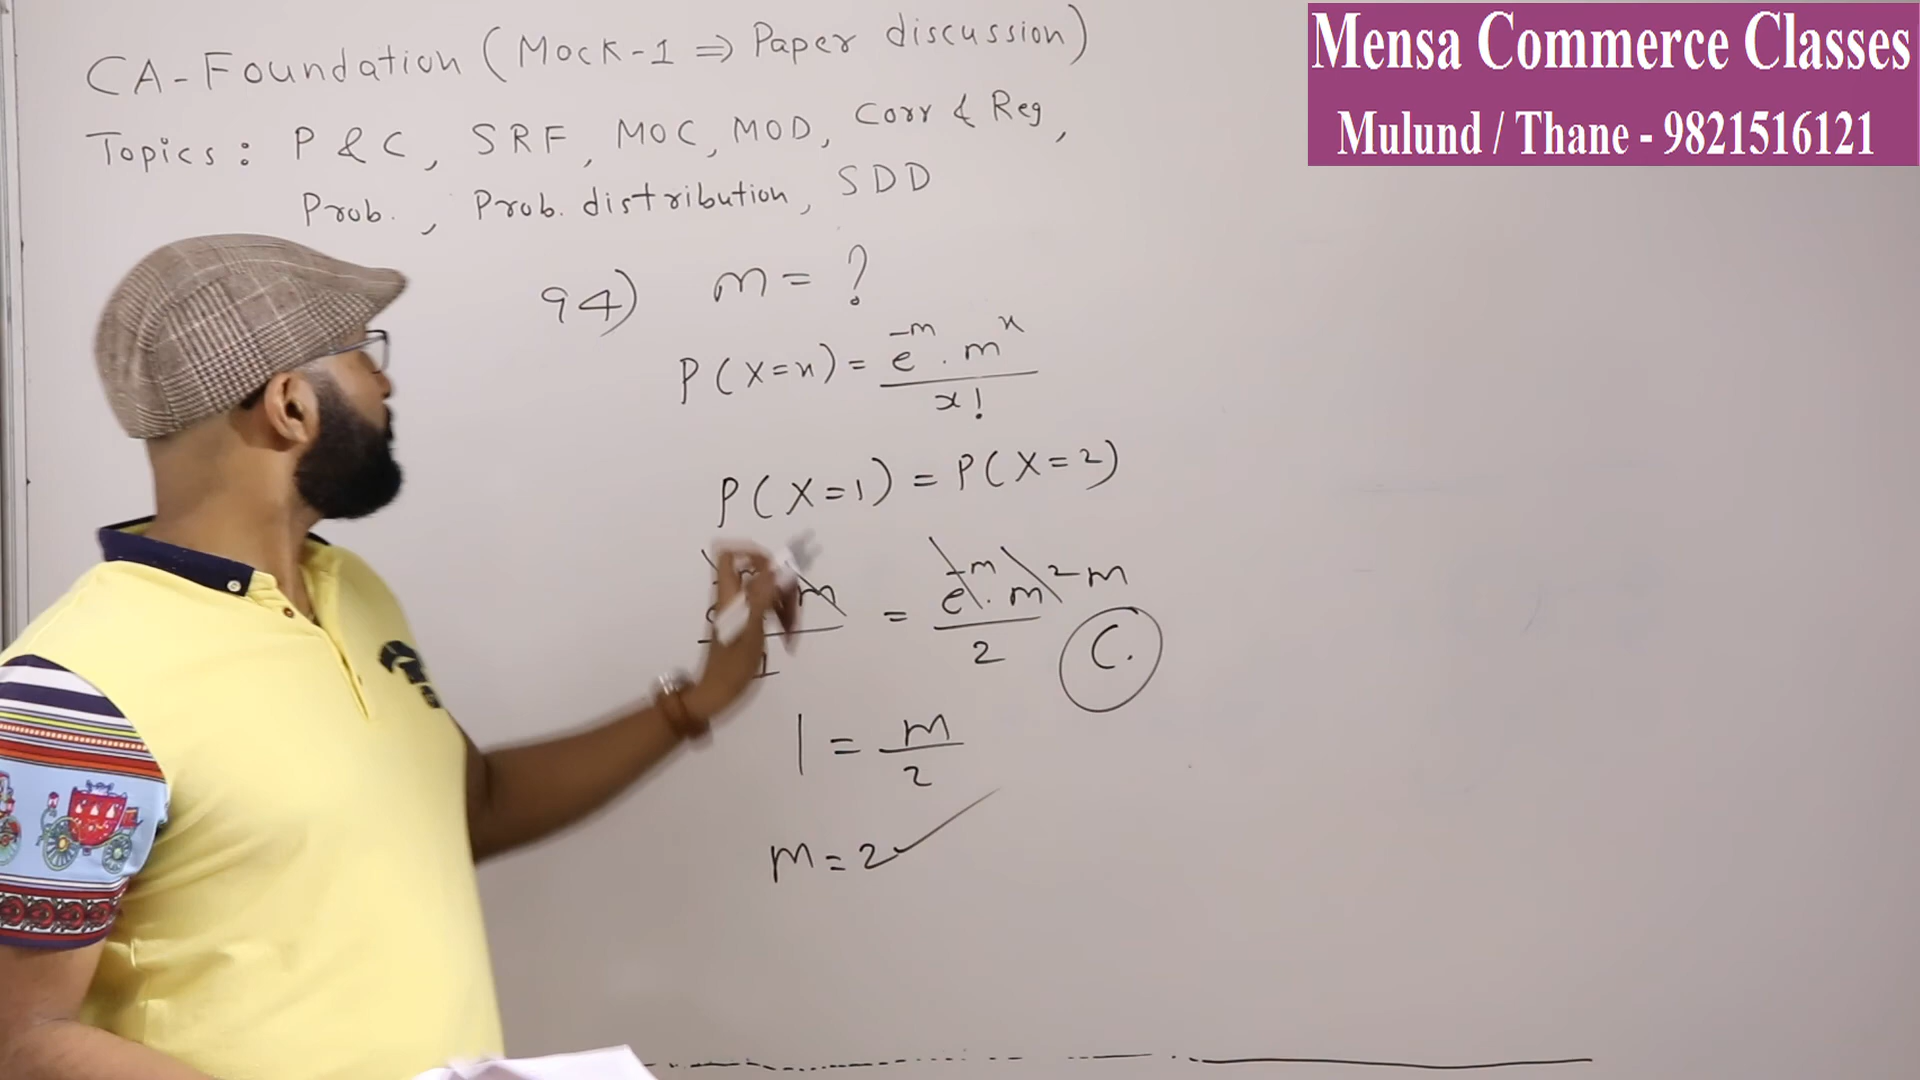 CA-Foundation (Mock-1 ⇒ Paper discussion)
Topics : P & C, SRF, MOC, MOD, Corr & Reg,
Prob., Prob. distribution, SDD
94) m = ?
P(X=x) = e^-m . m^x / x!
P(X=1) = P(X=2)
m / 1 = e^-m . m^2 / 2 m
C.
1 = m / 2
m = 2 ✓
Mensa Commerce Classes
Mulund / Thane - 9821516121